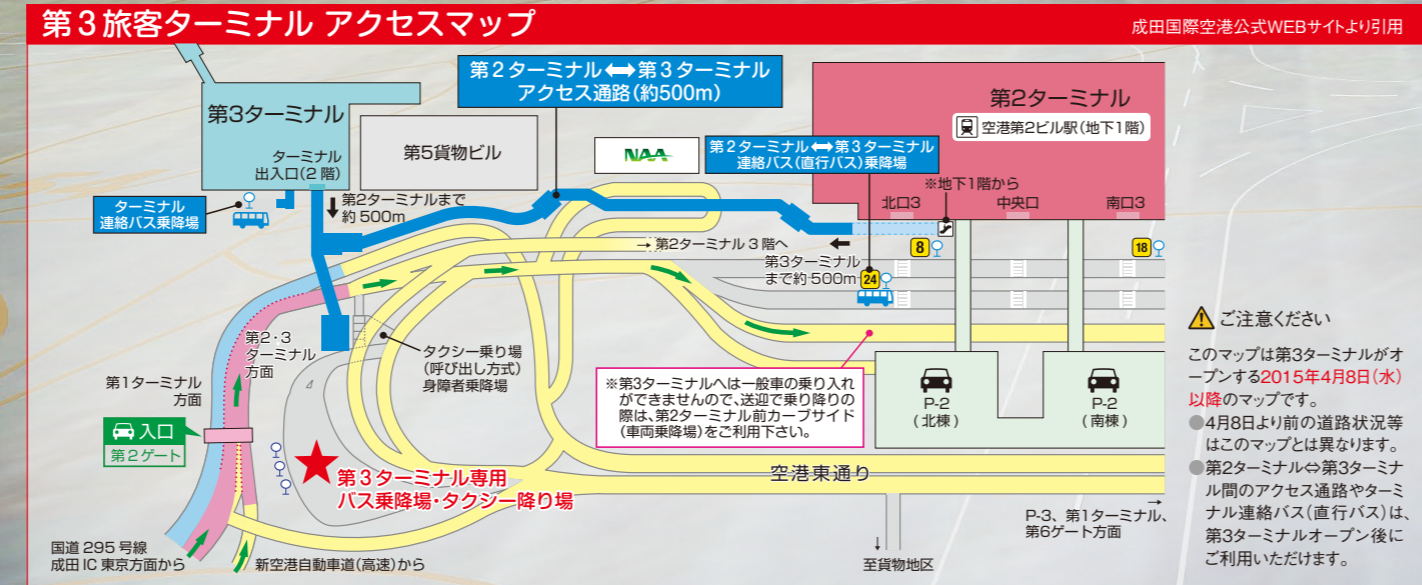 第3旅客ターミナル アクセスマップ
成田国際空港公式WEBサイトより引用
第3ターミナル
ターミナル
出入口(2階)
ターミナル
連絡バス乗降場
第5貨物ビル
第2ターミナルまで
約500m
第2ターミナル⟷第3ターミナル
アクセス通路(約500m)
NAA
第2ターミナル⟷第3ターミナル
連絡バス(直行バス)乗降場
第2ターミナル
空港第2ビル駅(地下1階)
※地下1階から
北口3
中央口
南口3
8
18
24
→第2ターミナル3階へ
第3ターミナル
まで約500m
第2・3
ターミナル
方面
第1ターミナル
方面
入口
第2ゲート
タクシー乗り場
(呼び出し方式)
身障者乗降場
※第3ターミナルへは一般車の乗り入れ
ができませんので、送迎で乗り降りの
際は、第2ターミナル前カーブサイド
(車両乗降場)をご利用下さい。
P-2
(北棟)
P-2
(南棟)
第3ターミナル専用
バス乗降場・タクシー降り場
空港東通り
→
P-3、第1ターミナル、
第6ゲート方面
↓
至貨物地区
国道295号線
成田IC東京方面から
新空港自動車道(高速)から
ご注意ください
このマップは第3ターミナルがオ
ープンする2015年4月8日(水)
以降のマップです。
●4月8日より前の道路状況等
はこのマップとは異なります。
●第2ターミナル⇔第3ターミナ
ル間のアクセス通路やターミ
ナル連絡バス(直行バス)は、
第3ターミナルオープン後に
ご利用いただけます。